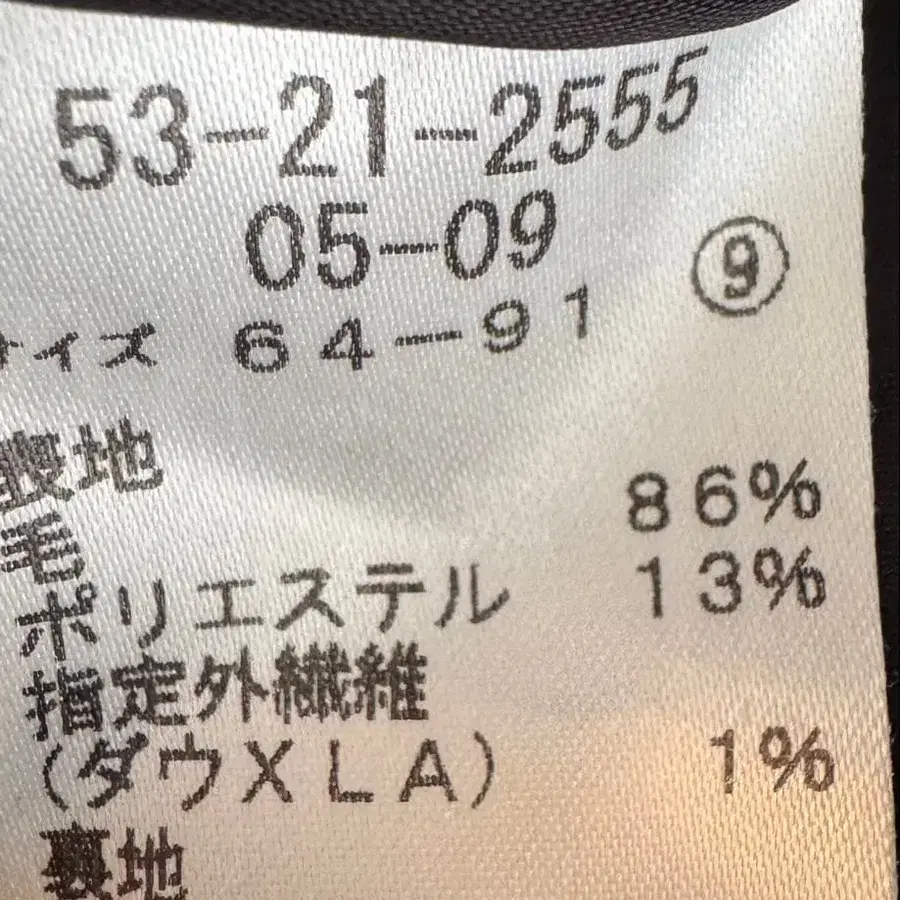 53-21-2555
05-09
⑨
サイズ 64-91
表地
毛 86%
ポリエステル 13%
指定外繊維
(ダウXLA) 1%
裏地